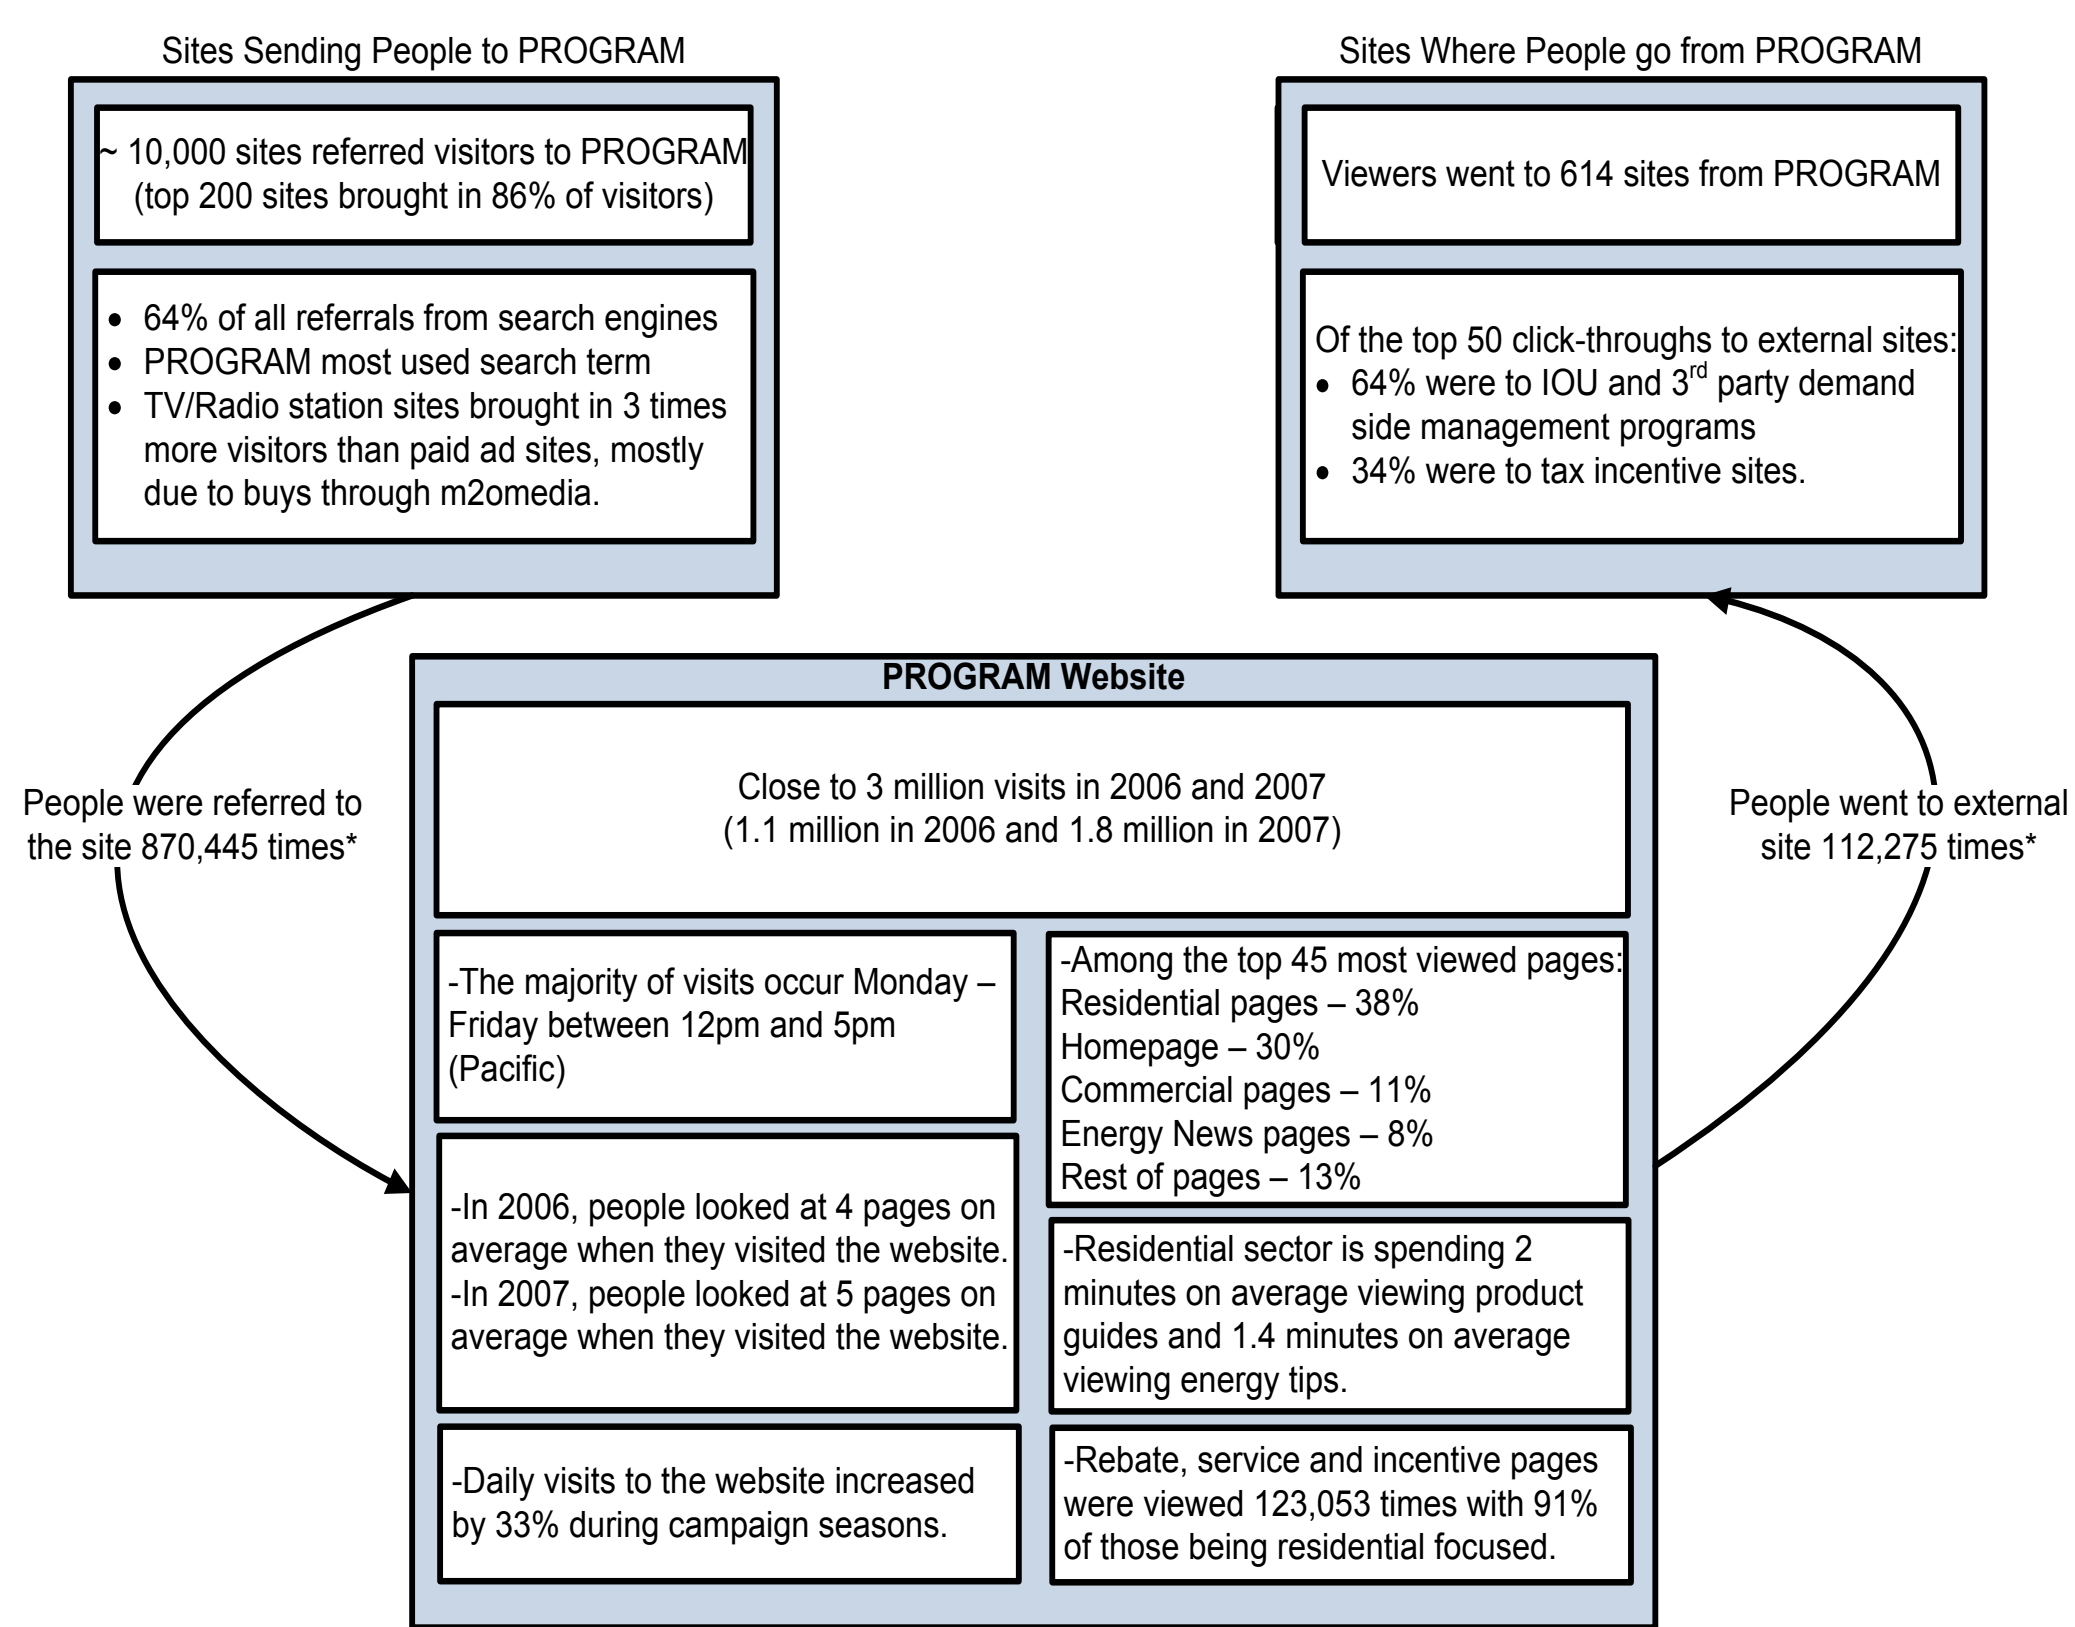 Sites Sending People to PROGRAM
~ 10,000 sites referred visitors to PROGRAM
(top 200 sites brought in 86% of visitors)
• 64% of all referrals from search engines
• PROGRAM most used search term
• TV/Radio station sites brought in 3 times
more visitors than paid ad sites, mostly
due to buys through m2omedia.
Sites Where People go from PROGRAM
Viewers went to 614 sites from PROGRAM
Of the top 50 click-throughs to external sites:
• 64% were to IOU and 3rd party demand
side management programs
• 34% were to tax incentive sites.
People were referred to
the site 870,445 times*
PROGRAM Website
Close to 3 million visits in 2006 and 2007
(1.1 million in 2006 and 1.8 million in 2007)
-The majority of visits occur Monday –
Friday between 12pm and 5pm
(Pacific)
-In 2006, people looked at 4 pages on
average when they visited the website.
-In 2007, people looked at 5 pages on
average when they visited the website.
-Daily visits to the website increased
by 33% during campaign seasons.
-Among the top 45 most viewed pages:
Residential pages – 38%
Homepage – 30%
Commercial pages – 11%
Energy News pages – 8%
Rest of pages – 13%
-Residential sector is spending 2
minutes on average viewing product
guides and 1.4 minutes on average
viewing energy tips.
-Rebate, service and incentive pages
were viewed 123,053 times with 91%
of those being residential focused.
People went to external
site 112,275 times*